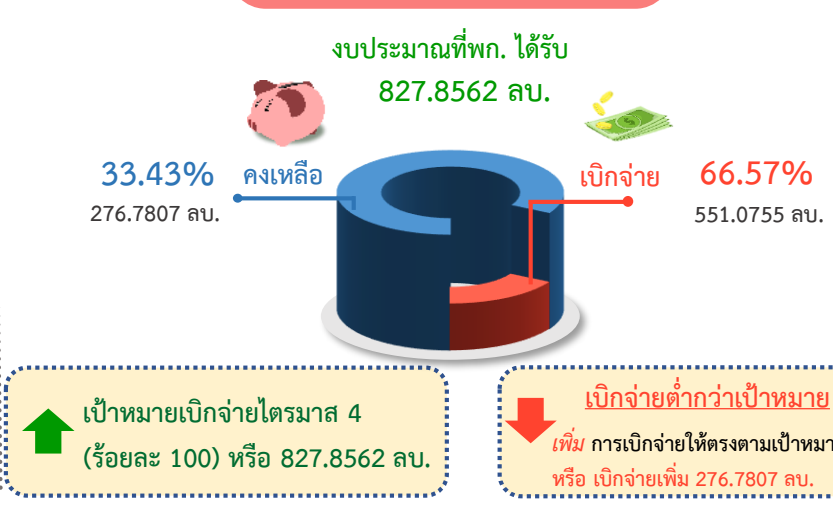 งบประมาณที่พก. ได้รับ
827.8562 ลบ.
33.43% คงเหลือ
276.7807 ลบ.
เบิกจ่าย 66.57%
551.0755 ลบ.
เป้าหมายเบิกจ่ายไตรมาส 4
(ร้อยละ 100) หรือ 827.8562 ลบ.
เบิกจ่ายต่ำกว่าเป้าหมาย
เพิ่ม การเบิกจ่ายให้ตรงตามเป้าหมา
หรือ เบิกจ่ายเพิ่ม 276.7807 ลบ.